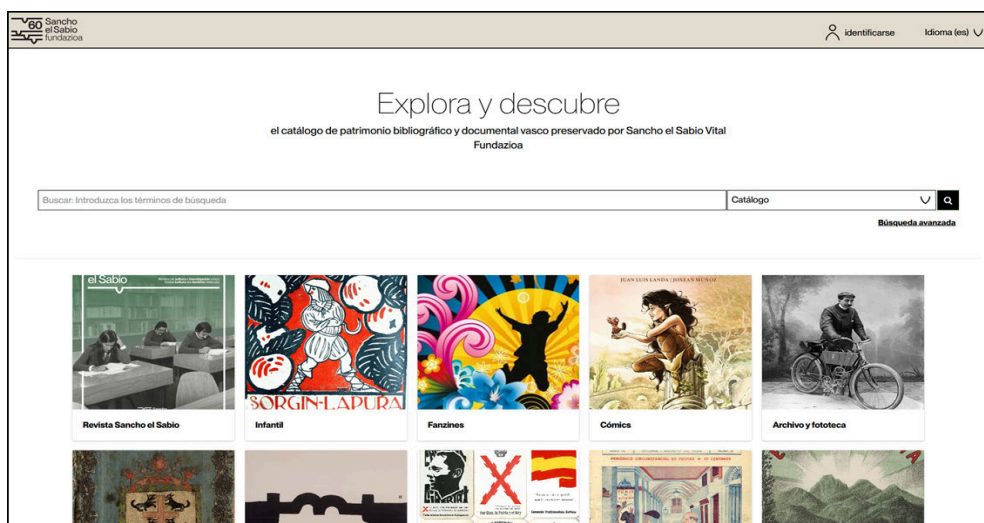 60 Sancho
el Sabio
fundazioa
identificarse
Idioma (es)
Explora y descubre
el catálogo de patrimonio bibliográfico y documental vasco preservado por Sancho el Sabio Vital
Fundazioa
Buscar: Introduzca los términos de búsqueda
Catálogo
Búsqueda avanzada
el Sabio
JUAN LUIS LANDA | JOXEAN MUÑOZ
SORGIN-LAPURA
Revista Sancho el Sabio
Infantil
Fanzines
Cómics
Archivo y fototeca